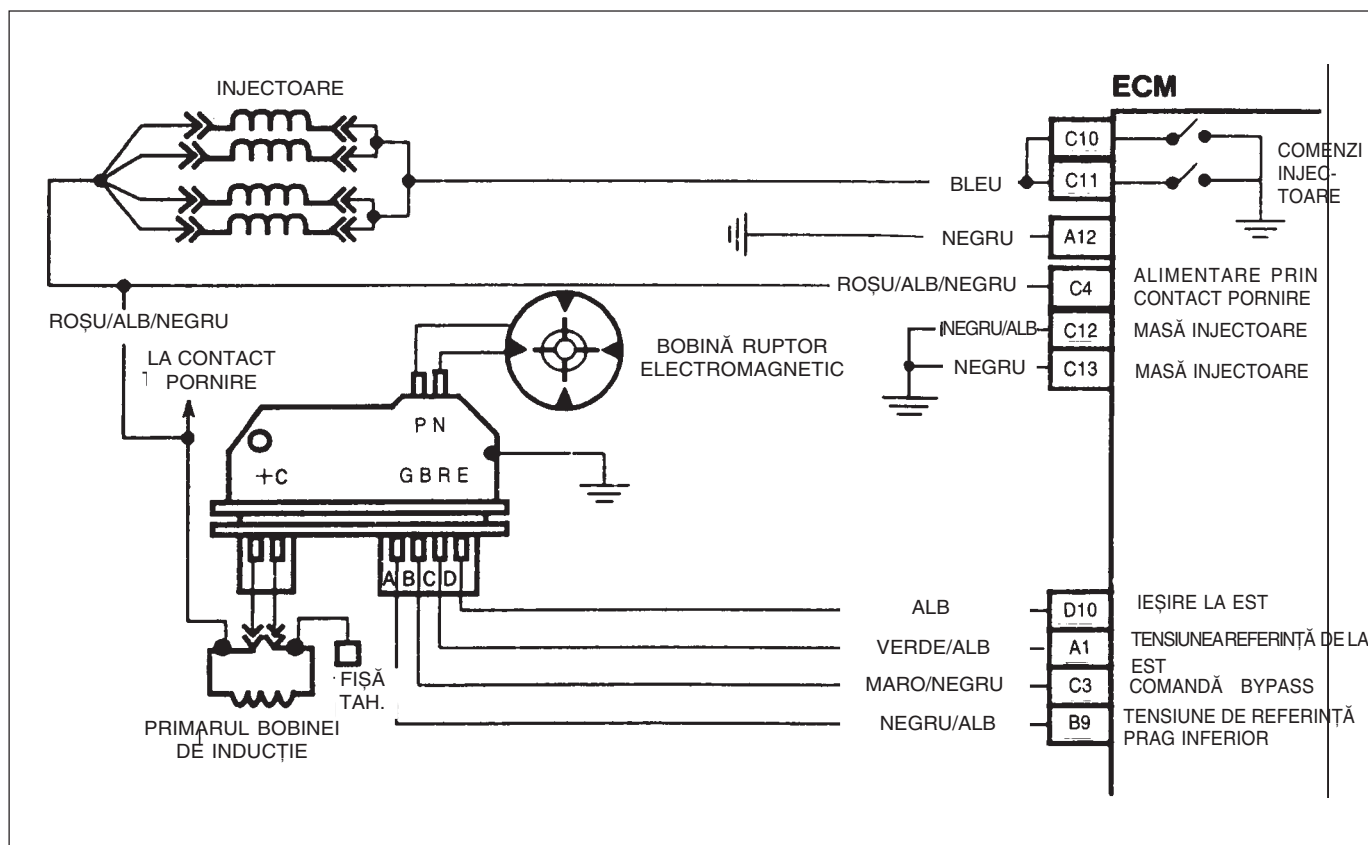 INJECTOARE
ECM
C10
COMENZI
INJEC-
TOARE
BLEU
C11
NEGRU
A12
ROȘU/ALB/NEGRU
C4
ALIMENTARE PRIN
CONTACT PORNIRE
ROȘU/ALB/NEGRU
NEGRU/ALB
C12
MASĂ INJECTOARE
LA CONTACT
PORNIRE
BOBINĂ RUPTOR
ELECTROMAGNETIC
NEGRU
C13
MASĂ INJECTOARE
P N
+C
G B R E
A B C D
ALB
D10
IEȘIRE LA EST
VERDE/ALB
A1
TENSIUNEA REFERINȚĂ DE LA
EST
FIȘĂ
TAH.
MARO/NEGRU
C3
COMANDĂ BYPASS
PRIMARUL BOBINEI
DE INDUCȚIE
NEGRU/ALB
B9
TENSIUNE DE REFERINȚĂ
PRAG INFERIOR